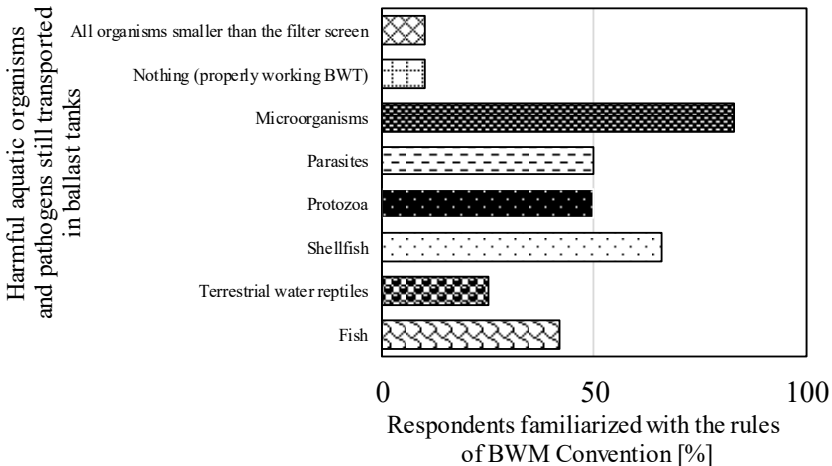 Harmful aquatic organisms
and pathogens still transported
in ballast tanks
All organisms smaller than the filter screen
Nothing (properly working BWT)
Microorganisms
Parasites
Protozoa
Shellfish
Terrestrial water reptiles
Fish
0 50 100
Respondents familiarized with the rules
of BWM Convention [%]